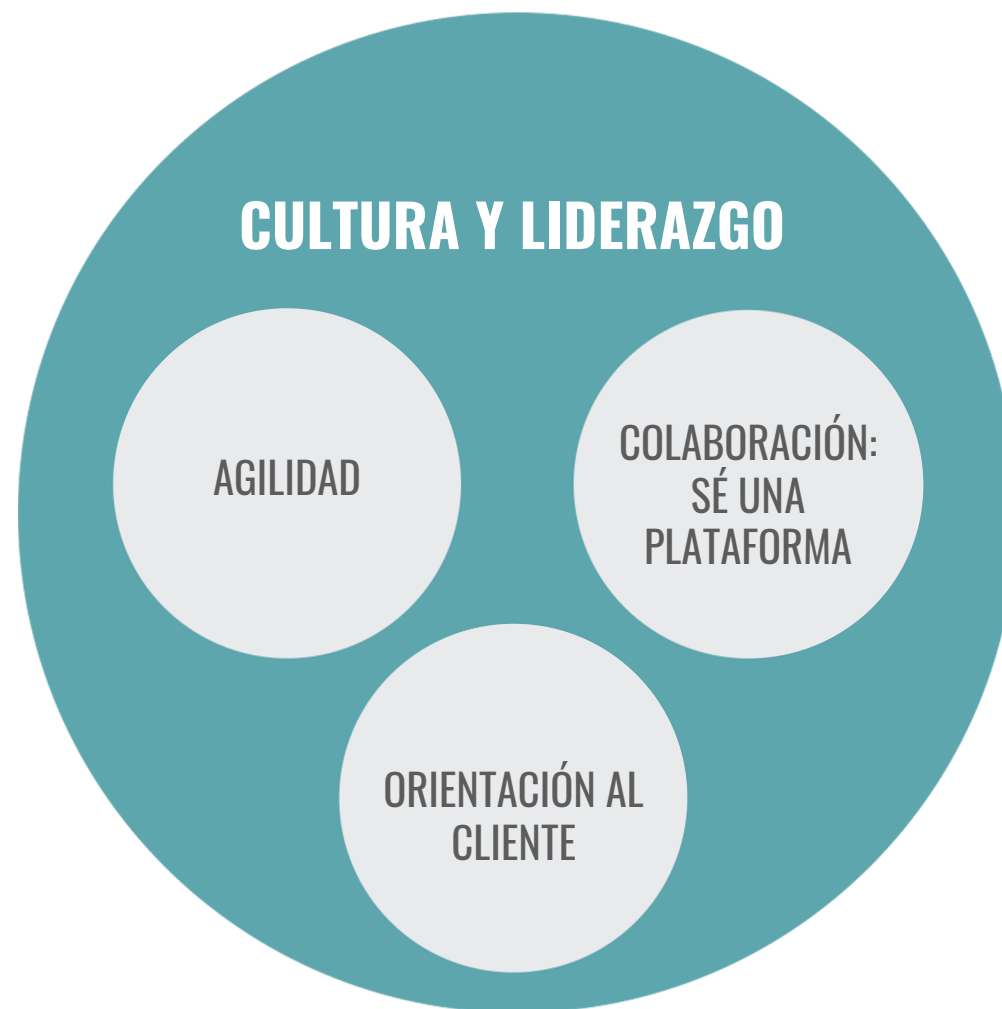 CULTURA Y LIDERAZGO
AGILIDAD
COLABORACIÓN:
SÉ UNA
PLATAFORMA
ORIENTACIÓN AL
CLIENTE